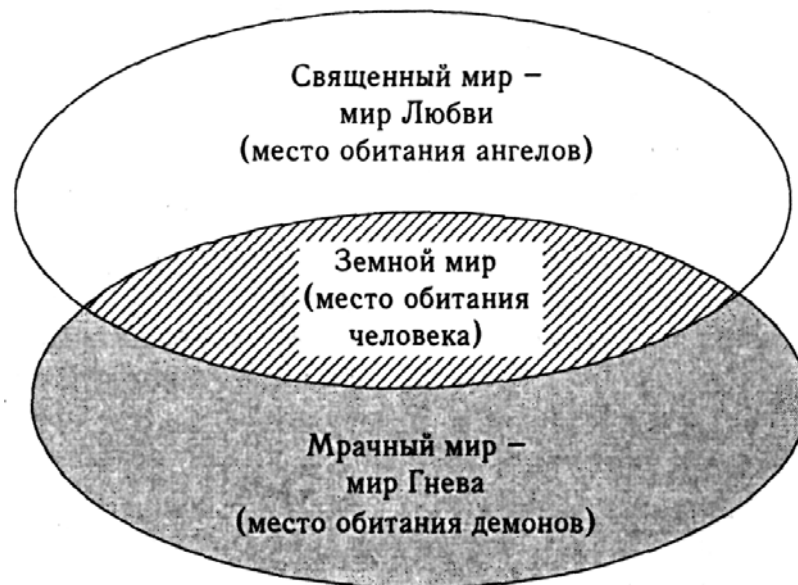 Священный мир –
мир Любви
(место обитания ангелов)
Земной мир
(место обитания
человека)
Мрачный мир –
мир Гнева
(место обитания демонов)